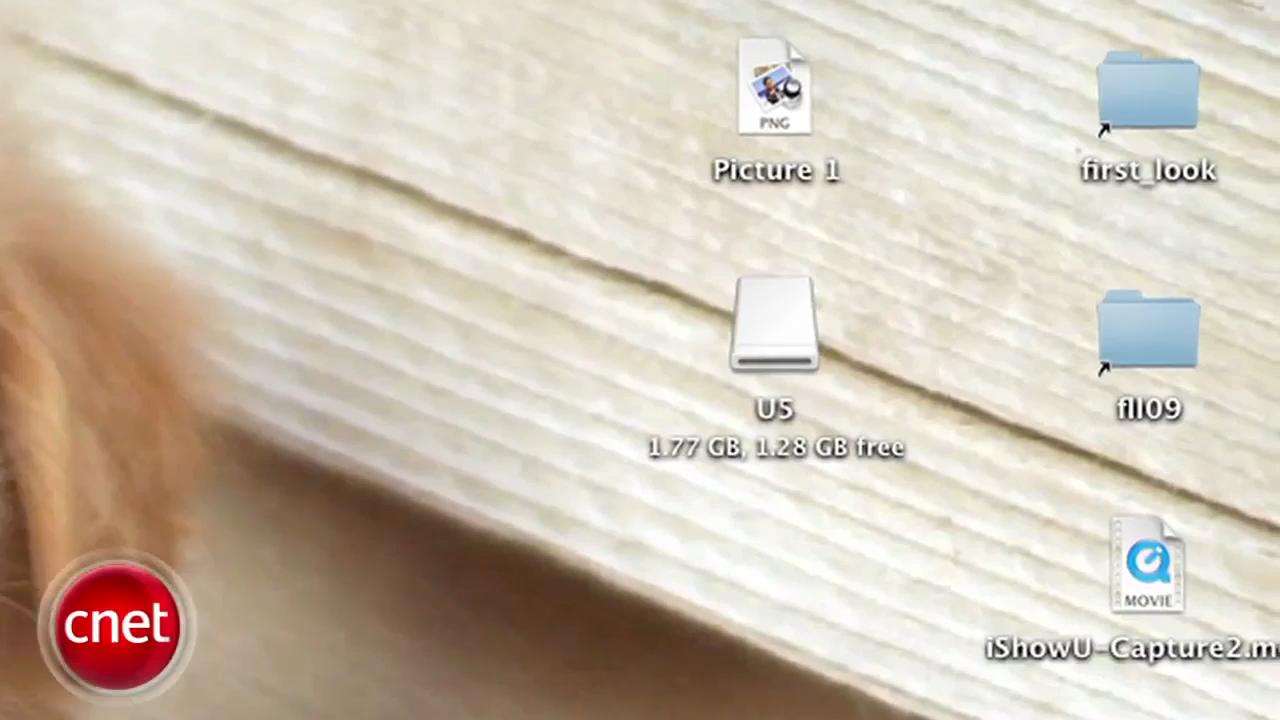 PNG
Picture 1
first_look
U5
1.77 GB, 1.28 GB free
fll09
MOVIE
iShowU-Capture2.m
cnet